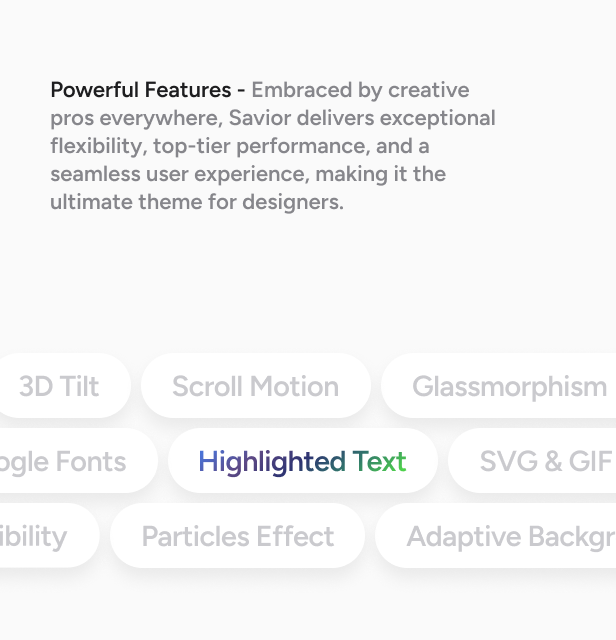 Powerful Features - Embraced by creative
pros everywhere, Savior delivers exceptional
flexibility, top-tier performance, and a
seamless user experience, making it the
ultimate theme for designers.
3D Tilt Scroll Motion Glassmorphism
ogle Fonts Highlighted Text SVG & GIF
ibility Particles Effect Adaptive Backgr